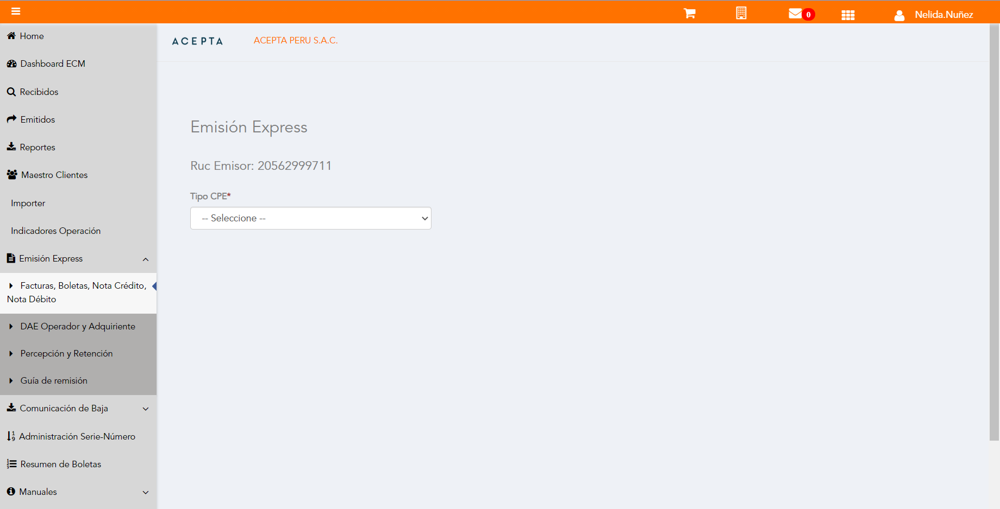 0
Nelida.Nuñez
Home
Dashboard ECM
Recibidos
Emitidos
Reportes
Maestro Clientes
Importer
Indicadores Operación
Emisión Express
Facturas, Boletas, Nota Crédito,
Nota Débito
DAE Operador y Adquiriente
Percepción y Retención
Guía de remisión
Comunicación de Baja
Administración Serie-Número
Resumen de Boletas
Manuales
ACEPTA
ACEPTA PERU S.A.C.
Emisión Express
Ruc Emisor: 20562999711
Tipo CPE*
-- Seleccione --